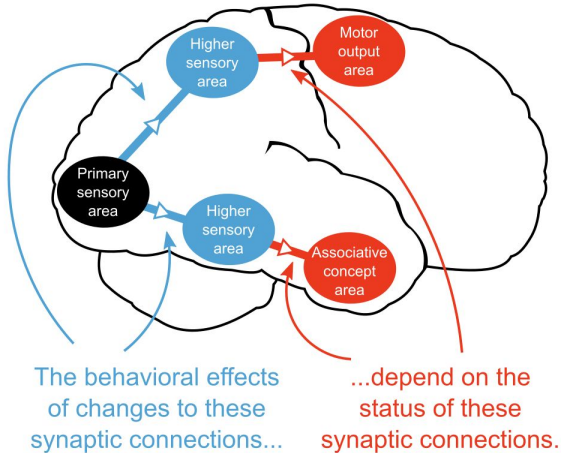 Higher
sensory
area
Motor
output
area
Primary
sensory
area
Higher
sensory
area
Associative
concept
area
The behavioral effects
of changes to these
synaptic connections...
...depend on the
status of these
synaptic connections.